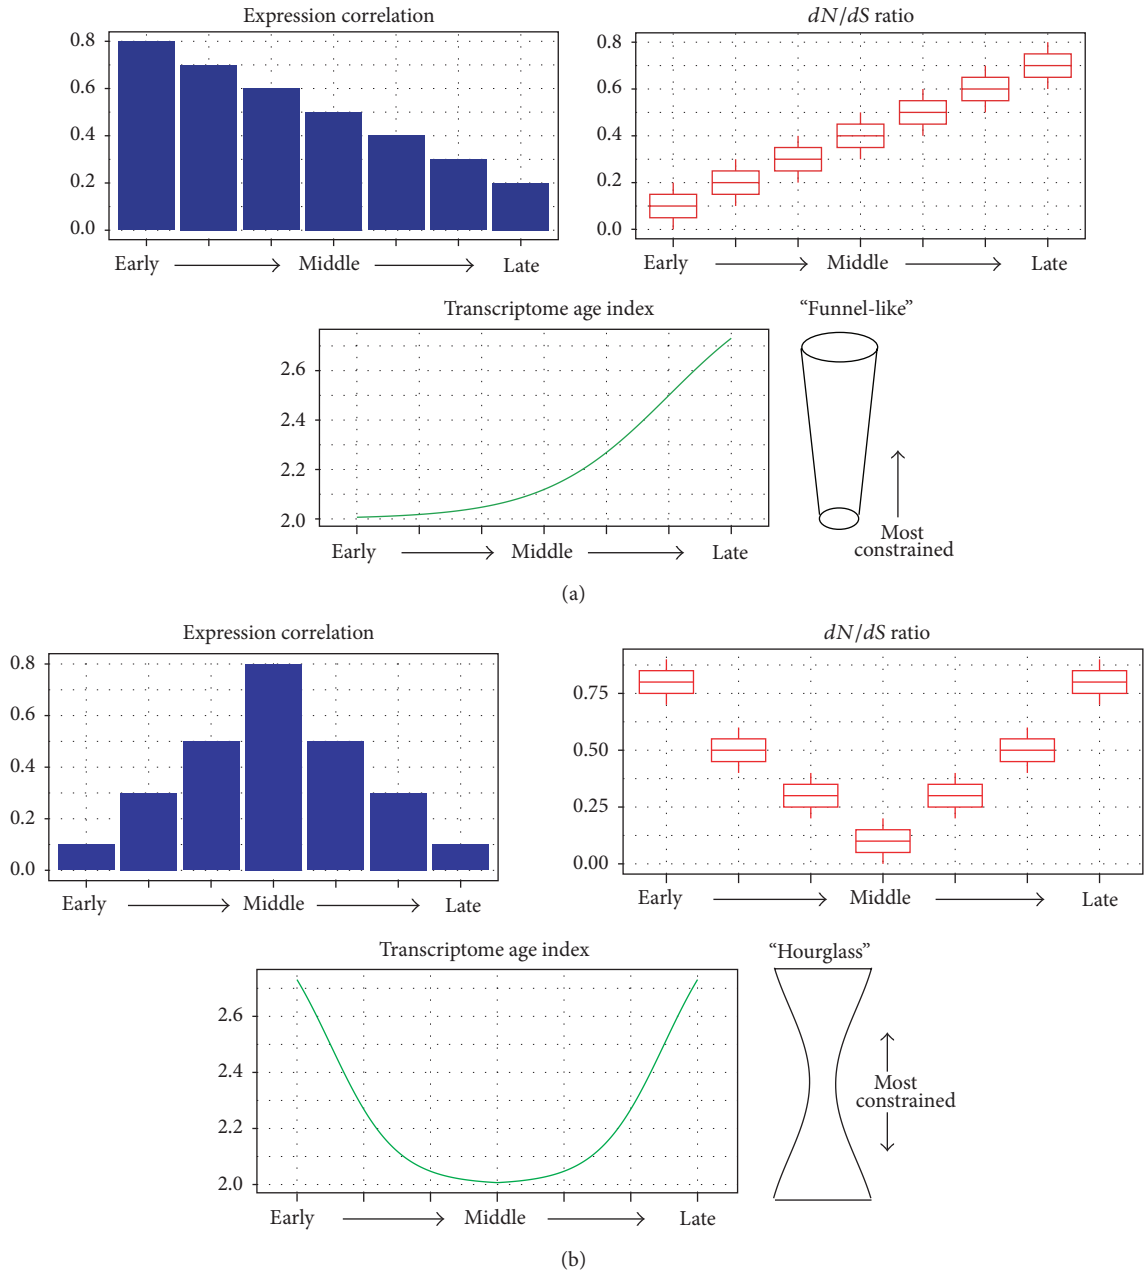 Expression correlation
0.8
0.6
0.4
0.2
0.0
Early
Middle
Late
dN/dS ratio
0.8
0.6
0.4
0.2
0.0
Early
Middle
Late
Transcriptome age index
2.6
2.4
2.2
2.0
Early
Middle
Late
“Funnel-like”
Most
constrained
(a)
Expression correlation
0.8
0.6
0.4
0.2
0.0
Early
Middle
Late
dN/dS ratio
0.75
0.50
0.25
0.00
Early
Middle
Late
Transcriptome age index
2.6
2.4
2.2
2.0
Early
Middle
Late
“Hourglass”
Most
constrained
(b)